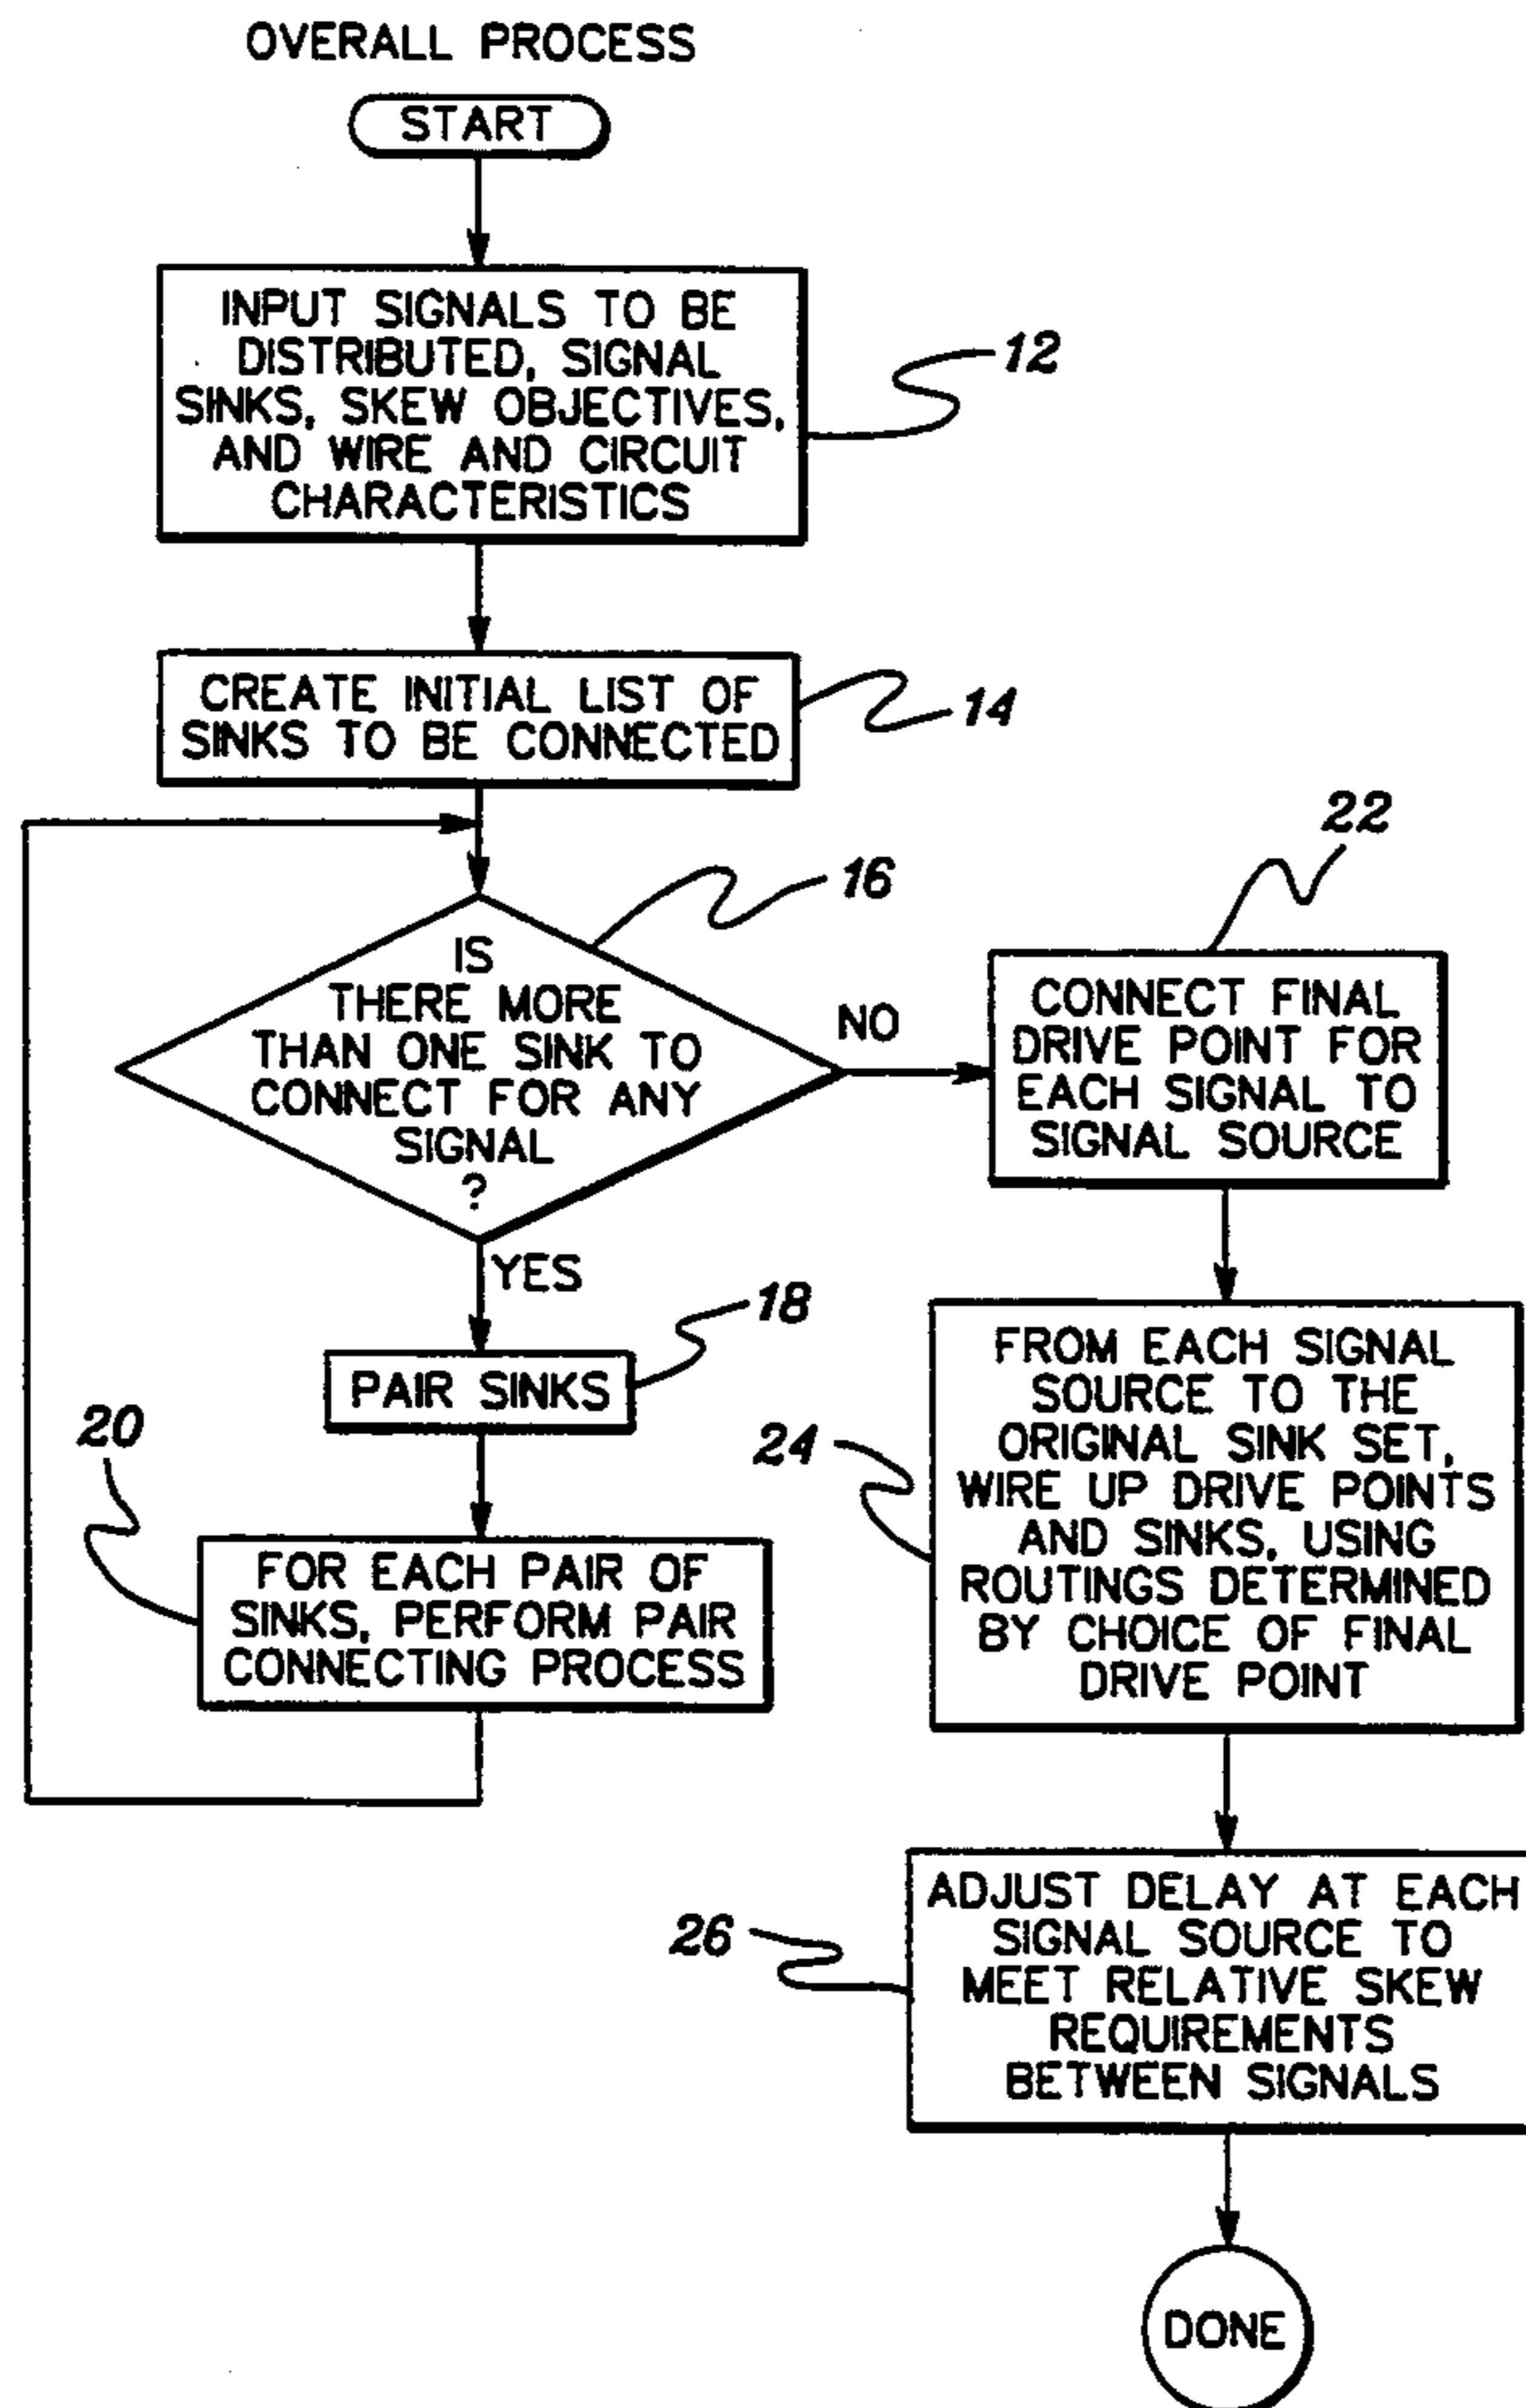 OVERALL PROCESS
START
INPUT SIGNALS TO BE
DISTRIBUTED, SIGNAL
SINKS, SKEW OBJECTIVES,
AND WIRE AND CIRCUIT
CHARACTERISTICS
12
CREATE INITIAL LIST OF
SINKS TO BE CONNECTED
14
16
IS
THERE MORE
THAN ONE SINK TO
CONNECT FOR ANY
SIGNAL
?
NO
YES
18
PAIR SINKS
20
FOR EACH PAIR OF
SINKS, PERFORM PAIR
CONNECTING PROCESS
22
CONNECT FINAL
DRIVE POINT FOR
EACH SIGNAL TO
SIGNAL SOURCE
24
FROM EACH SIGNAL
SOURCE TO THE
ORIGINAL SINK SET,
WIRE UP DRIVE POINTS
AND SINKS, USING
ROUTINGS DETERMINED
BY CHOICE OF FINAL
DRIVE POINT
26
ADJUST DELAY AT EACH
SIGNAL SOURCE TO
MEET RELATIVE SKEW
REQUIREMENTS
BETWEEN SIGNALS
DONE